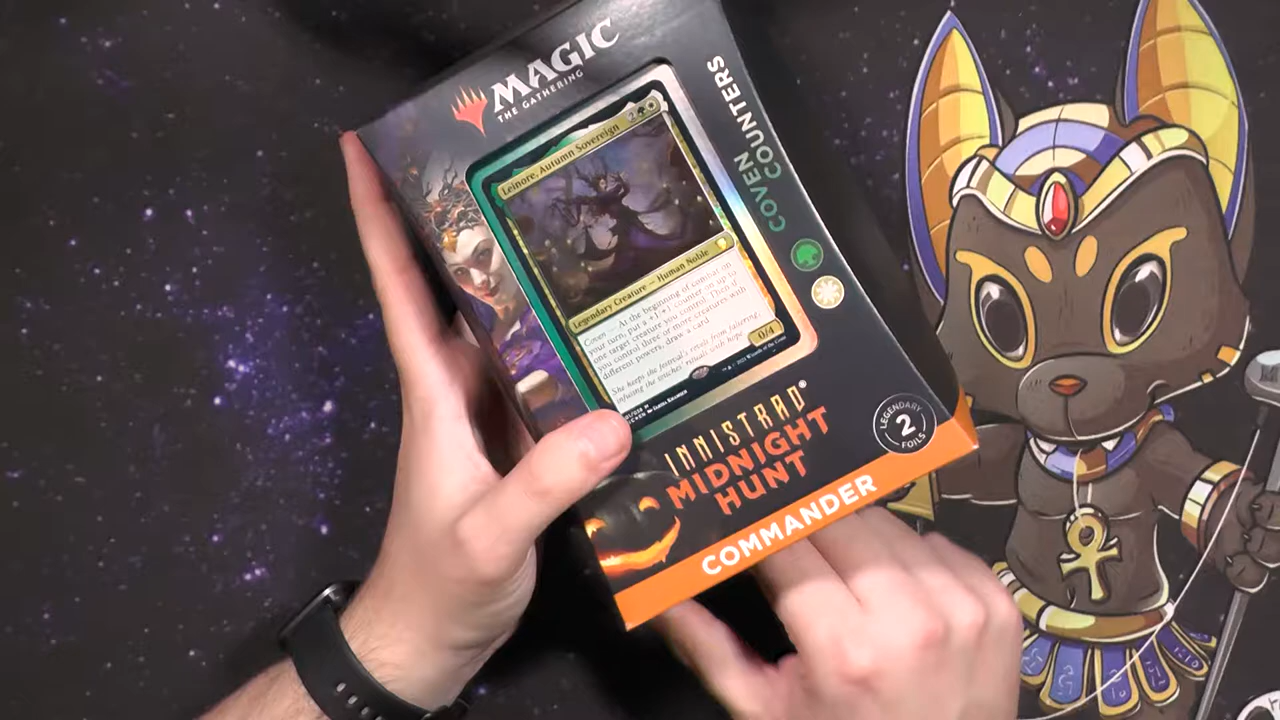 MAGIC
THE GATHERING
COVEN
COUNTERS
Leinore, Autumn Sovereign 2
Legendary Creature — Human Noble
Coven — At the beginning of combat on
your turn, put a +1/+1 counter on up to
one target creature you control. Then if
you control three or more creatures with
different powers, draw a card.
She keeps the festival's ritual from faltering,
infusing the witches' rituals with hope.
0/4
INNISTRAD®
MIDNIGHT
HUNT
LEGENDARY
2
FOILS
COMMANDER